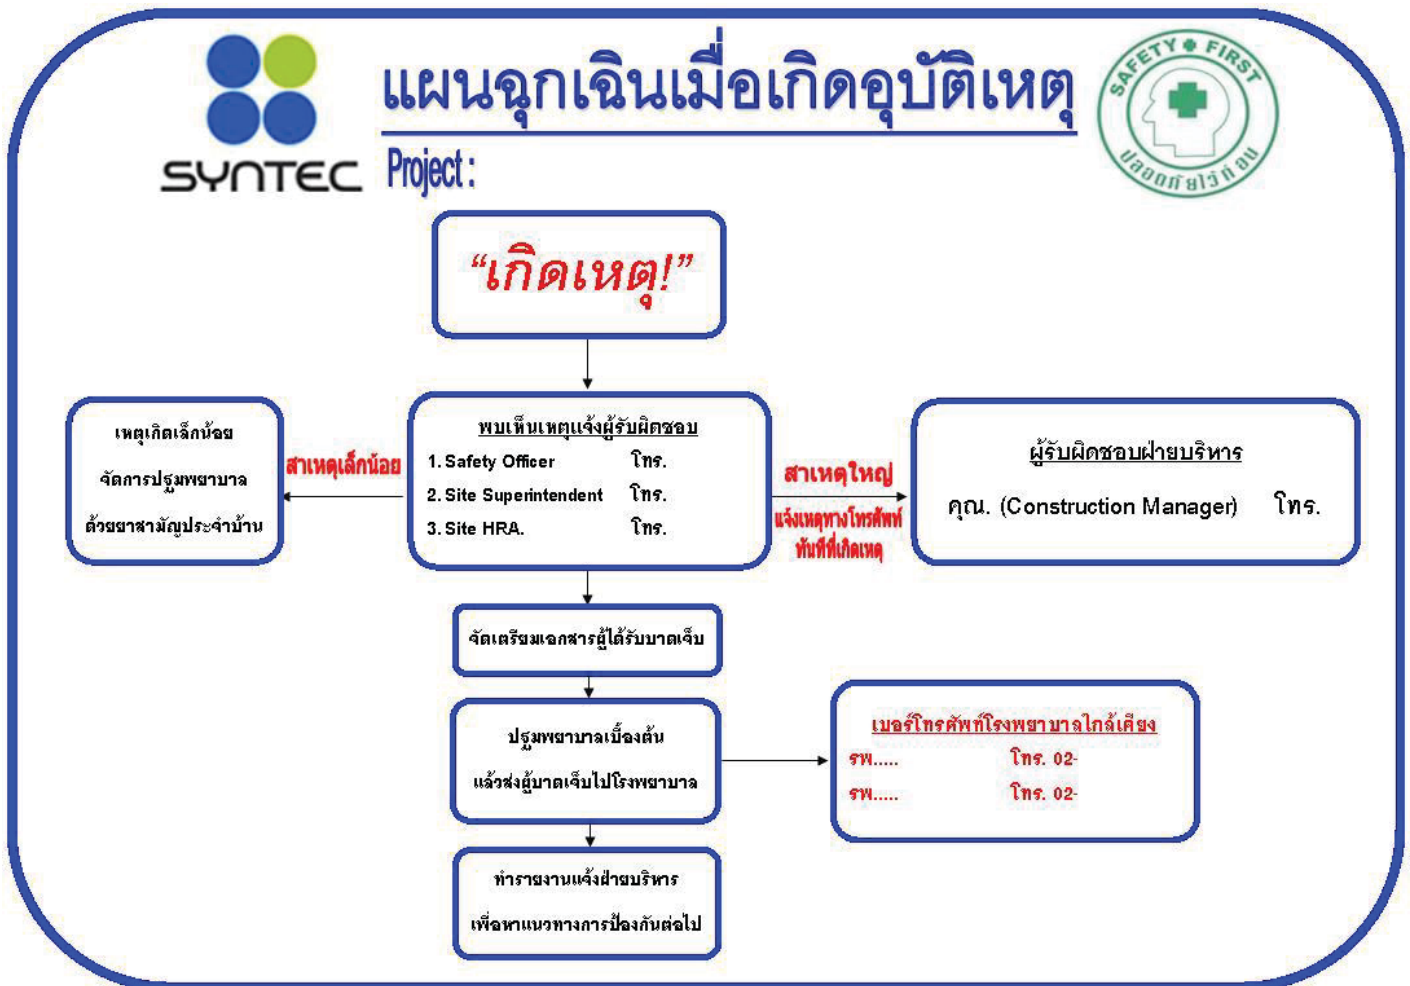 แผนฉุกเฉินเมื่อเกิดอุบัติเหตุ
SYNTEC
Project :
SAFETY FIRST
ปลอดภัยไว้ก่อน
“เกิดเหตุ!”
เหตุเกิดเล็กน้อย
จัดการปฐมพยาบาล
ด้วยยาสามัญประจำบ้าน
สาเหตุเล็กน้อย
พบเห็นเหตุแจ้งผู้รับผิดชอบ
1. Safety Officer โทร.
2. Site Superintendent โทร.
3. Site HRA. โทร.
สาเหตุใหญ่
แจ้งเหตุทางโทรศัพท์
ทันทีที่เกิดเหตุ
ผู้รับผิดชอบฝ่ายบริหาร
คุณ. (Construction Manager) โทร.
จัดเตรียมเอกสารผู้ได้รับบาดเจ็บ
ปฐมพยาบาลเบื้องต้น
แล้วส่งผู้บาดเจ็บไปโรงพยาบาล
เบอร์โทรศัพท์โรงพยาบาลใกล้เคียง
รพ..... โทร. 02-
รพ..... โทร. 02-
ทำรายงานแจ้งฝ่ายบริหาร
เพื่อหาแนวทางการป้องกันต่อไป